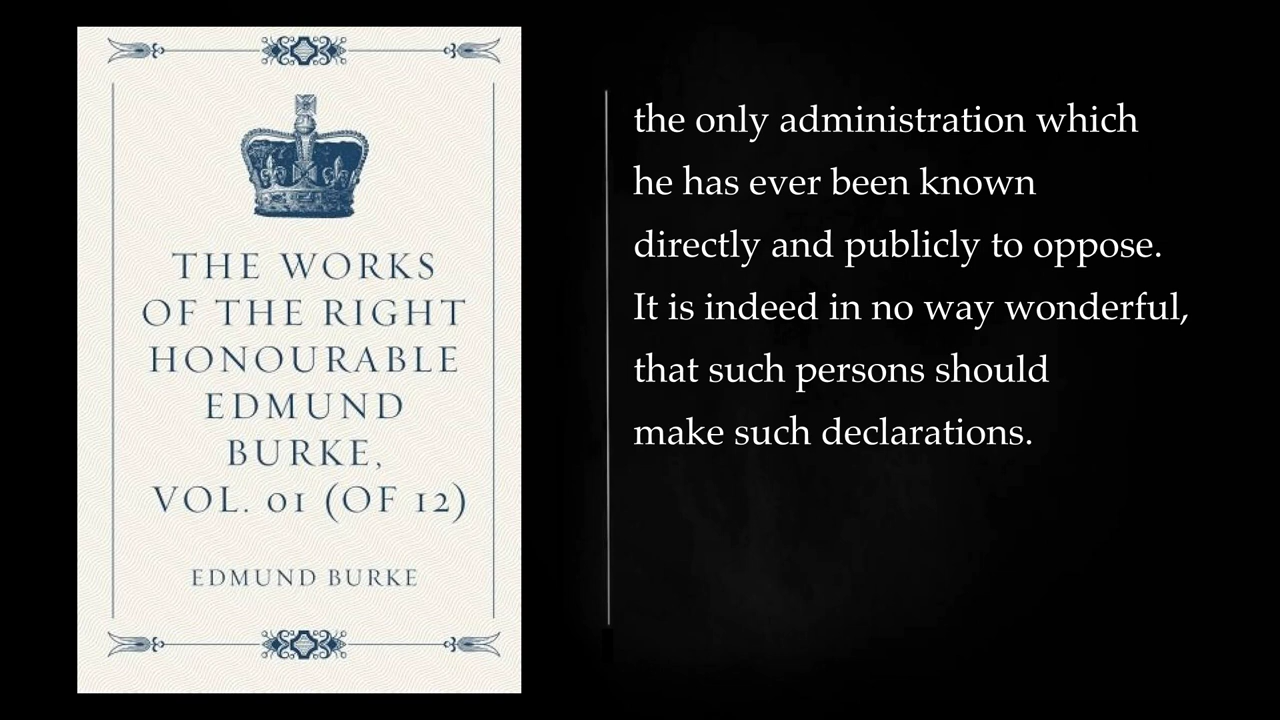 THE WORKS
OF THE RIGHT
HONOURABLE
EDMUND
BURKE,
VOL. 01 (OF 12)
EDMUND BURKE
the only administration which
he has ever been known
directly and publicly to oppose.
It is indeed in no way wonderful,
that such persons should
make such declarations.